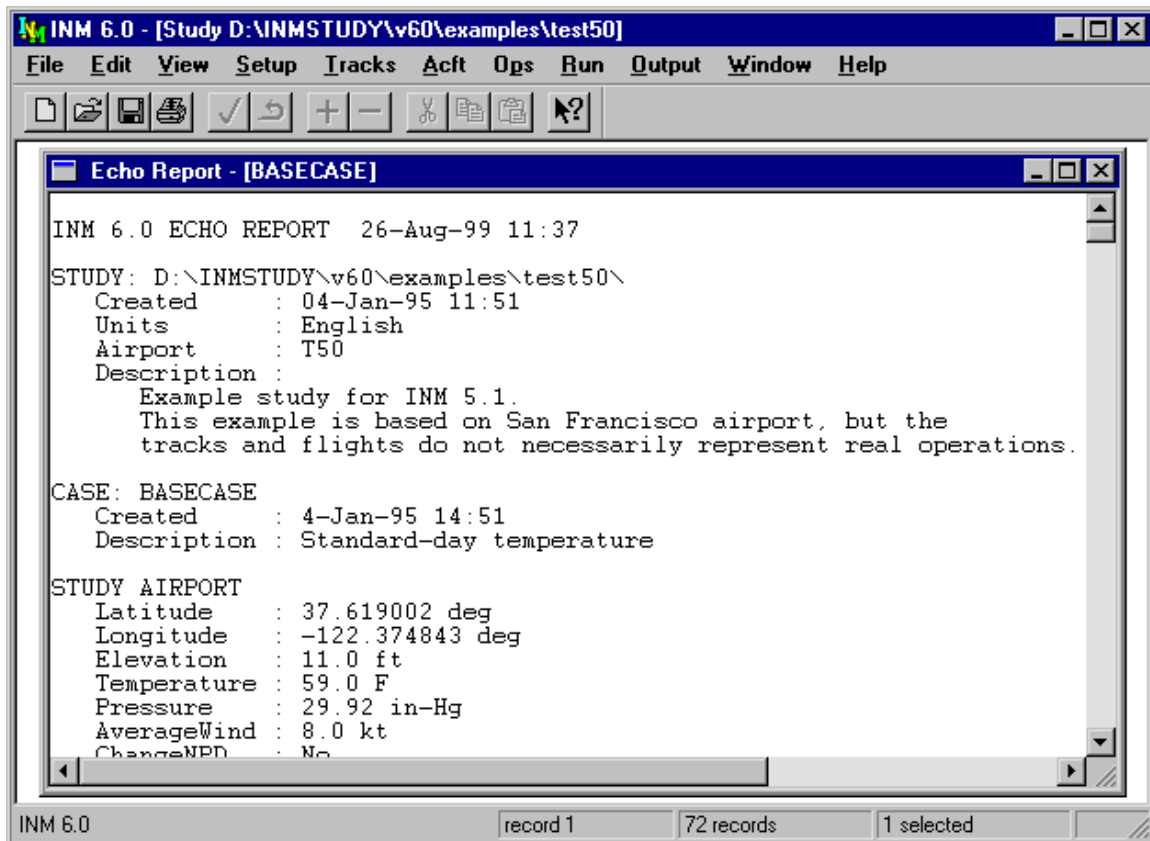 INM 6.0 - [Study D:\INMSTUDY\v60\examples\test50]
File Edit View Setup Tracks Acft Ops Run Output Window Help
Echo Report - [BASECASE]
INM 6.0 ECHO REPORT 26-Aug-99 11:37
STUDY: D:\INMSTUDY\v60\examples\test50\
Created : 04-Jan-95 11:51
Units : English
Airport : T50
Description :
Example study for INM 5.1.
This example is based on San Francisco airport, but the
tracks and flights do not necessarily represent real operations.
CASE: BASECASE
Created : 4-Jan-95 14:51
Description : Standard-day temperature
STUDY AIRPORT
Latitude : 37.619002 deg
Longitude : -122.374843 deg
Elevation : 11.0 ft
Temperature : 59.0 F
Pressure : 29.92 in-Hg
AverageWind : 8.0 kt
ChangeNPD : No
INM 6.0 record 1 72 records 1 selected